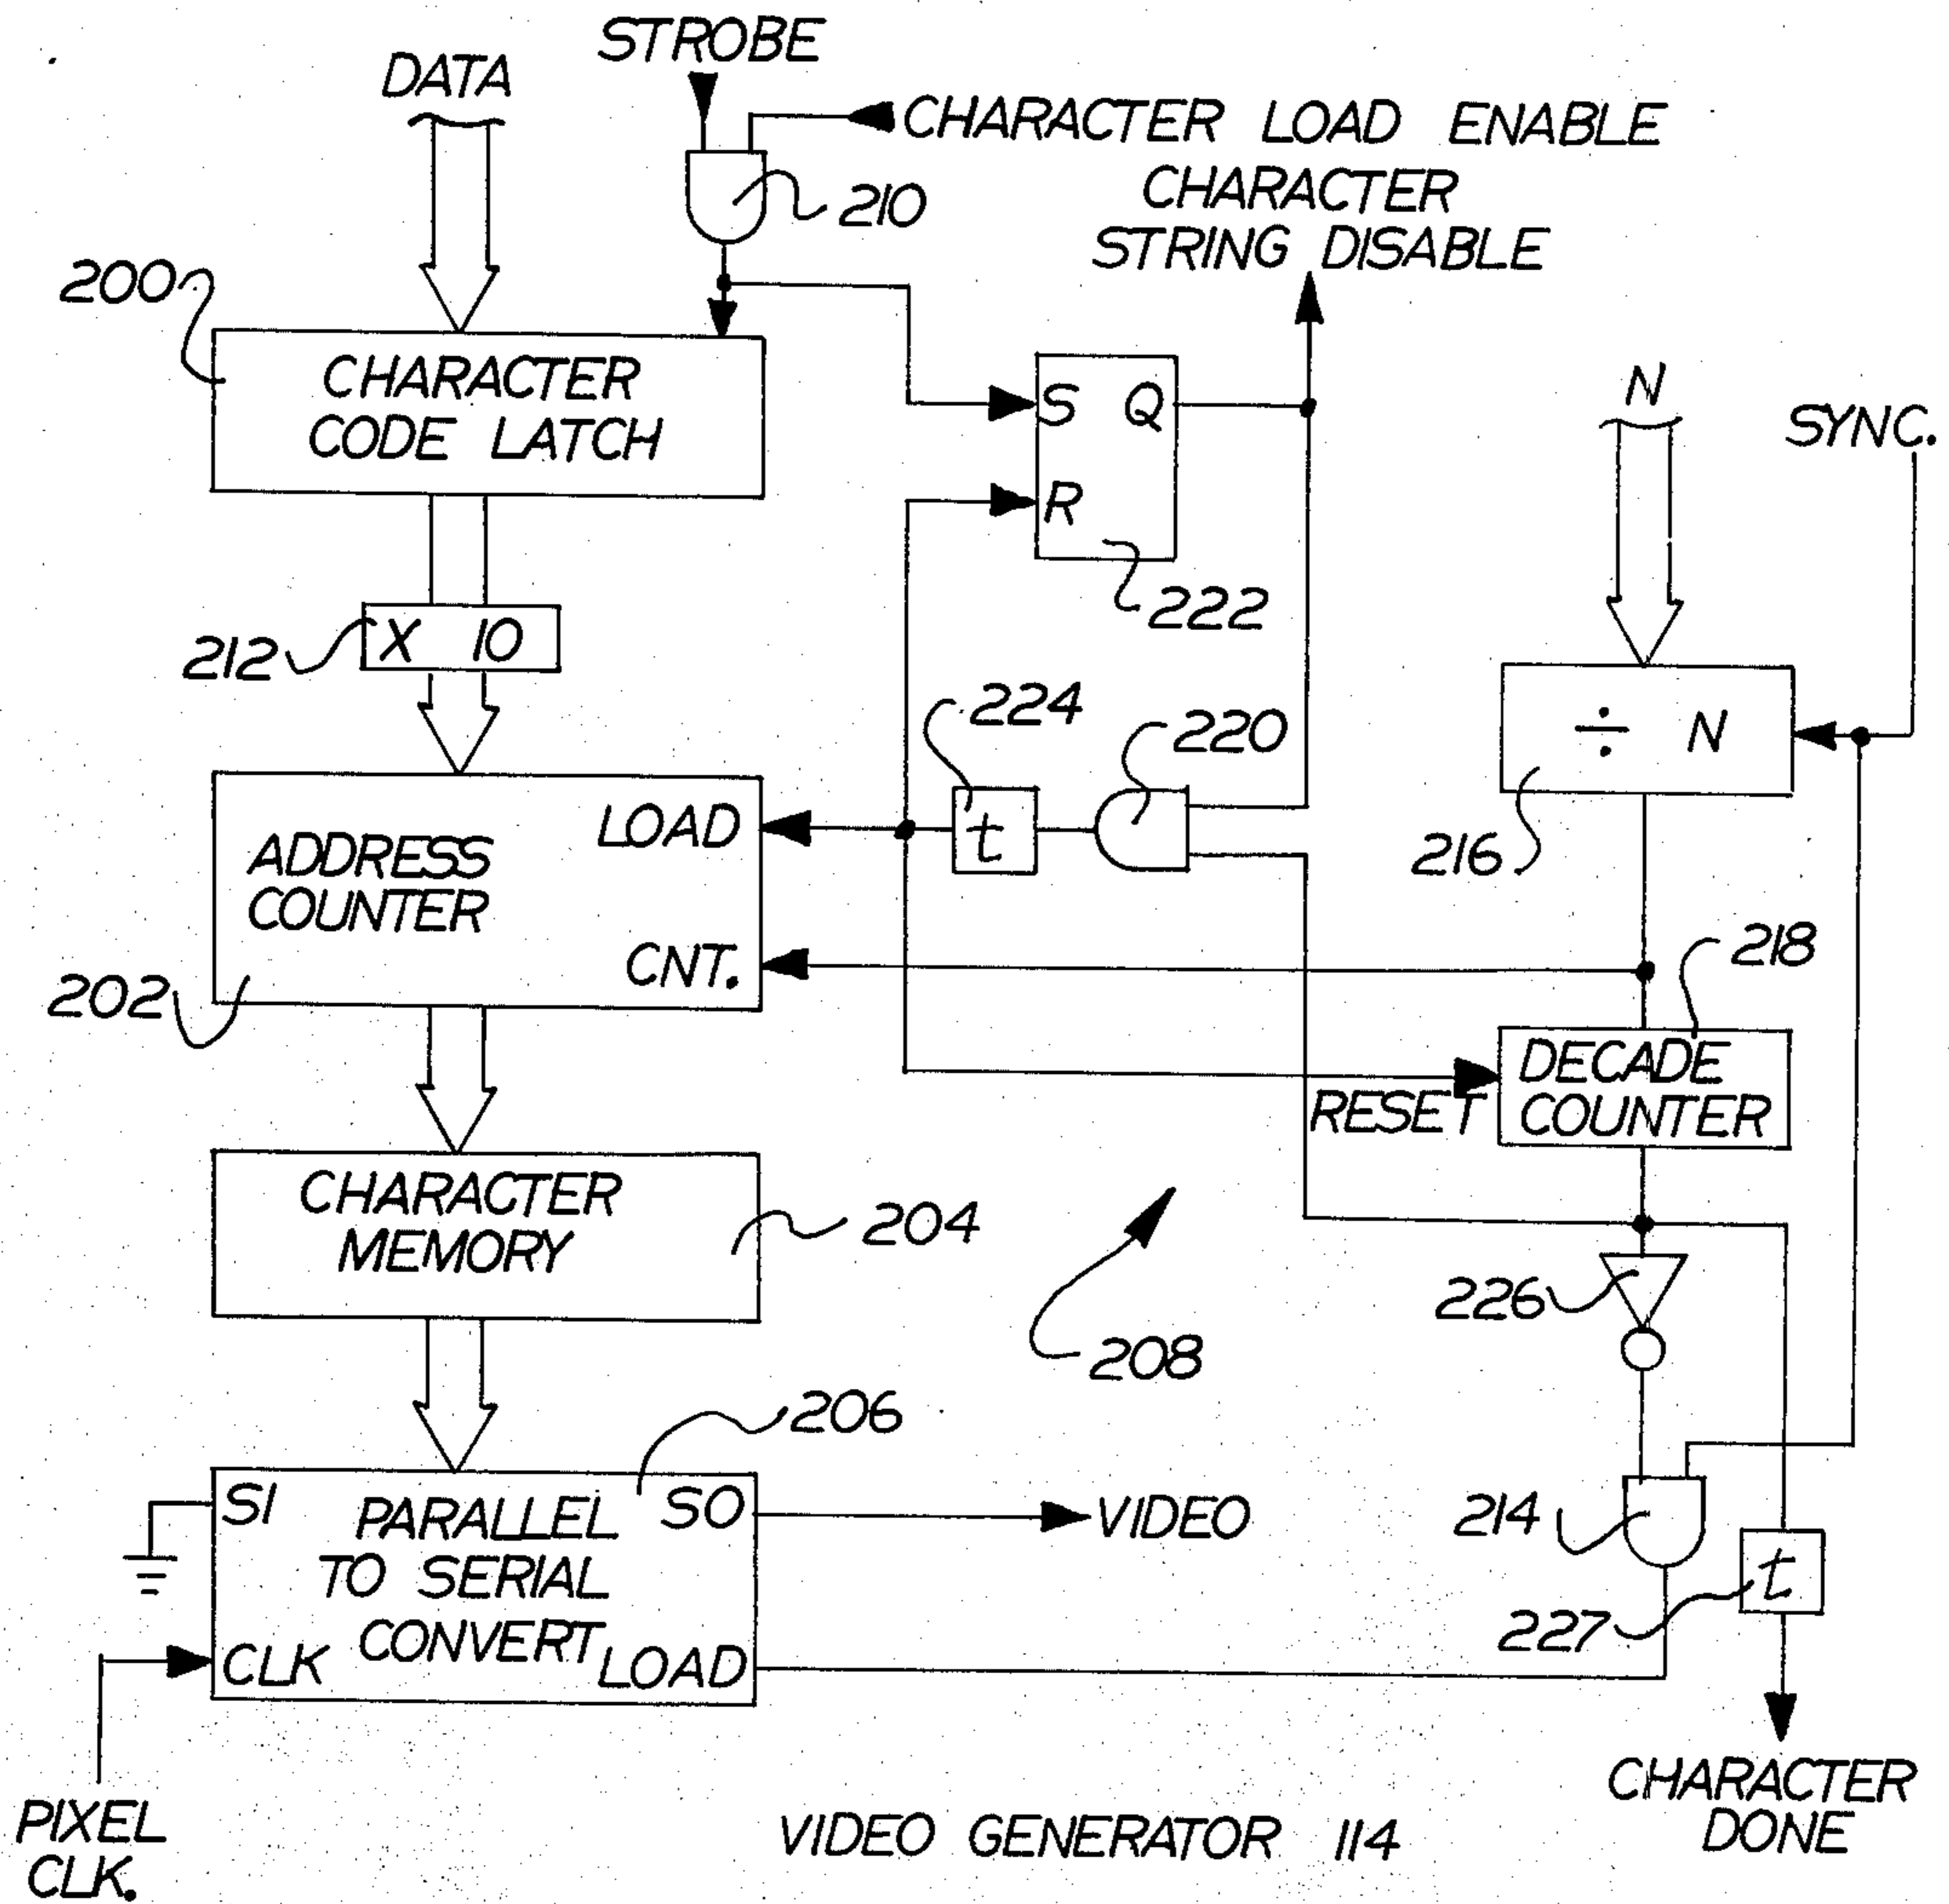 STROBE
DATA
CHARACTER LOAD ENABLE
CHARACTER
STRING DISABLE
210
200
CHARACTER
CODE LATCH
S Q
R
222
N
SYNC.
212
X 10
224
220
÷ N
216
LOAD
t
ADDRESS
COUNTER
CNT.
202
218
DECADE
COUNTER
RESET
CHARACTER
MEMORY
204
226
208
206
SI
SO
PARALLEL
TO SERIAL
CONVERT
CLK
LOAD
VIDEO
214
t
227
PIXEL
CLK.
CHARACTER
DONE
VIDEO GENERATOR 114